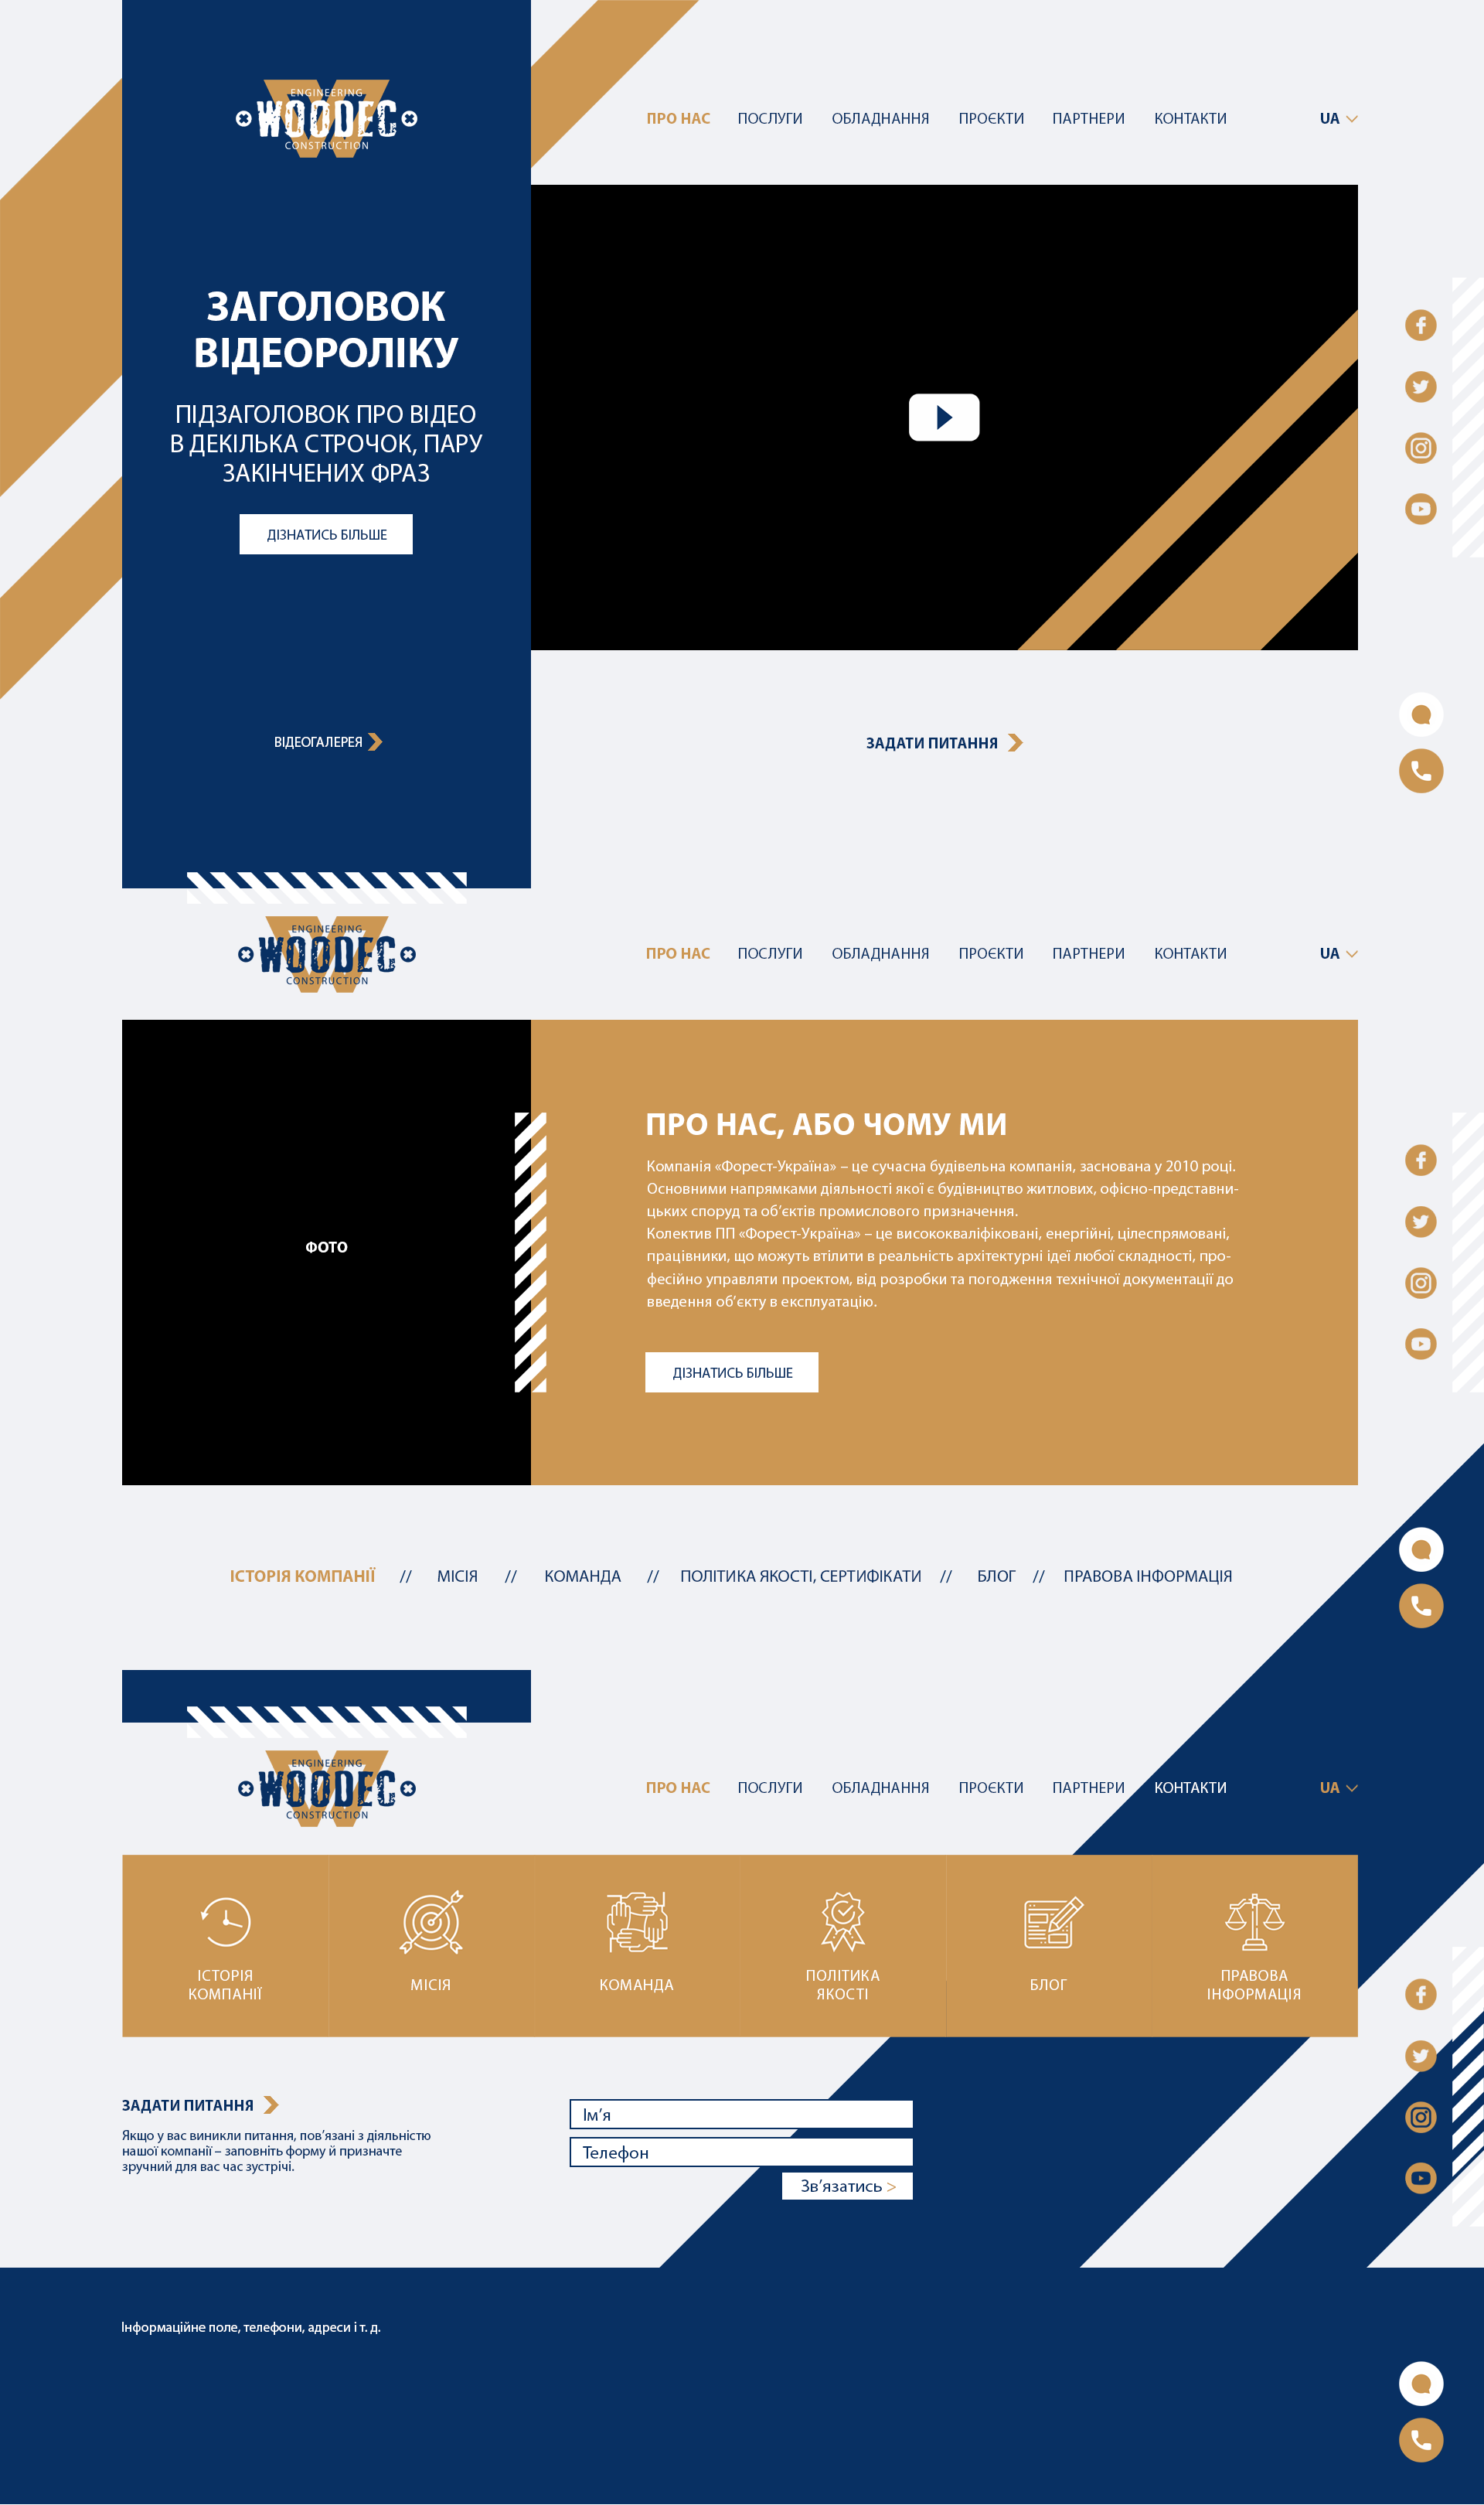 ENGINEERING
WOODEC
CONSTRUCTION
ПРО НАС ПОСЛУГИ ОБЛАДНАННЯ ПРОЄКТИ ПАРТНЕРИ КОНТАКТИ UA
ЗАГОЛОВОК
ВІДЕОРОЛІКУ
ПІДЗАГОЛОВОК ПРО ВІДЕО
В ДЕКІЛЬКА СТРОЧОК, ПАРУ
ЗАКІНЧЕНИХ ФРАЗ
ДІЗНАТИСЬ БІЛЬШЕ
ВІДЕОГАЛЕРЕЯ
ЗАДАТИ ПИТАННЯ
ENGINEERING
WOODEC
CONSTRUCTION
ПРО НАС ПОСЛУГИ ОБЛАДНАННЯ ПРОЄКТИ ПАРТНЕРИ КОНТАКТИ UA
ФОТО
ПРО НАС, АБО ЧОМУ МИ
Компанія «Форест-Україна» – це сучасна будівельна компанія, заснована у 2010 році.
Основними напрямками діяльності якої є будівництво житлових, офісно-представни-
цьких споруд та об’єктів промислового призначення.
Колектив ПП «Форест-Україна» – це висококваліфіковані, енергійні, цілеспрямовані,
працівники, що можуть втілити в реальність архітектурні ідеї любої складності, про-
фесійно управляти проектом, від розробки та погодження технічної документації до
введення об’єкту в експлуатацію.
ДІЗНАТИСЬ БІЛЬШЕ
ІСТОРІЯ КОМПАНІЇ // МІСІЯ // КОМАНДА // ПОЛІТИКА ЯКОСТІ, СЕРТИФІКАТИ // БЛОГ // ПРАВОВА ІНФОРМАЦІЯ
ENGINEERING
WOODEC
CONSTRUCTION
ПРО НАС ПОСЛУГИ ОБЛАДНАННЯ ПРОЄКТИ ПАРТНЕРИ КОНТАКТИ UA
ІСТОРІЯ
КОМПАНІЇ
МІСІЯ
КОМАНДА
ПОЛІТИКА
ЯКОСТІ
БЛОГ
ПРАВОВА
ІНФОРМАЦІЯ
ЗАДАТИ ПИТАННЯ
Якщо у вас виникли питання, пов’язані з діяльністю
нашої компанії – заповніть форму й призначте
зручний для вас час зустрічі.
Ім’я
Телефон
Зв’язатись >
Інформаційне поле, телефони, адреси і т. д.